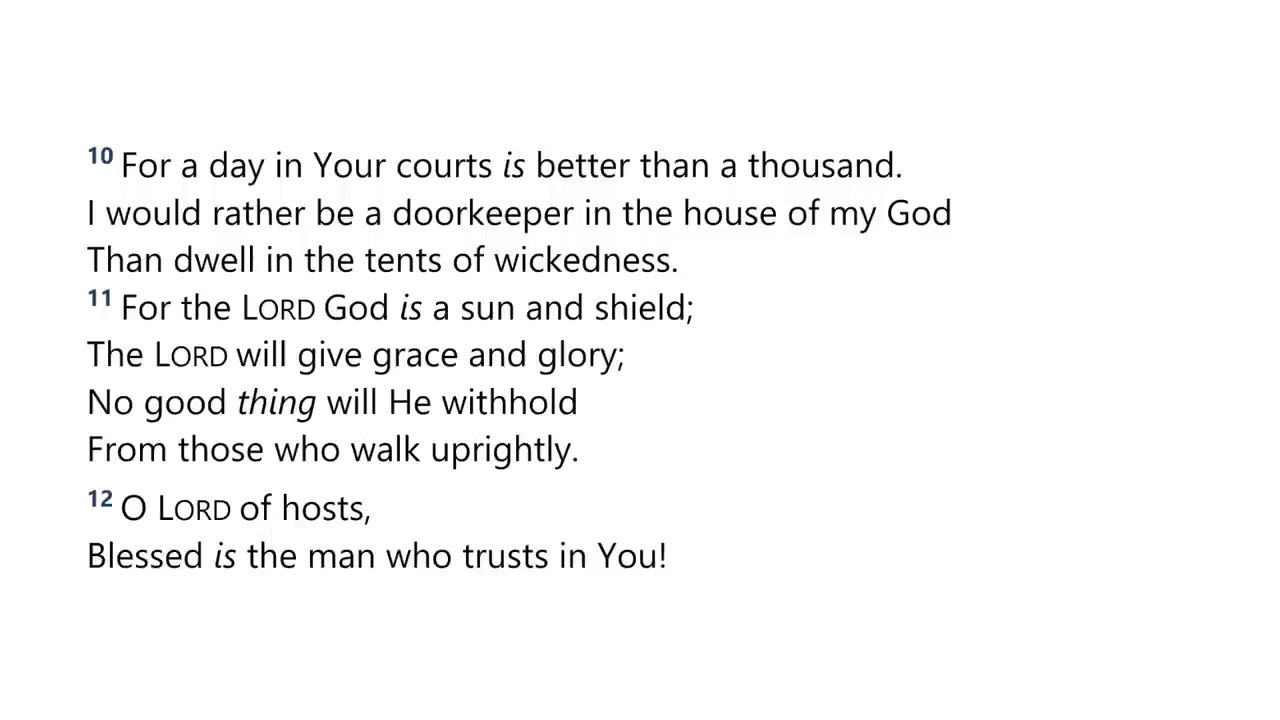 10 For a day in Your courts is better than a thousand.
I would rather be a doorkeeper in the house of my God
Than dwell in the tents of wickedness.
11 For the LORD God is a sun and shield;
The LORD will give grace and glory;
No good thing will He withhold
From those who walk uprightly.
12 O LORD of hosts,
Blessed is the man who trusts in You!